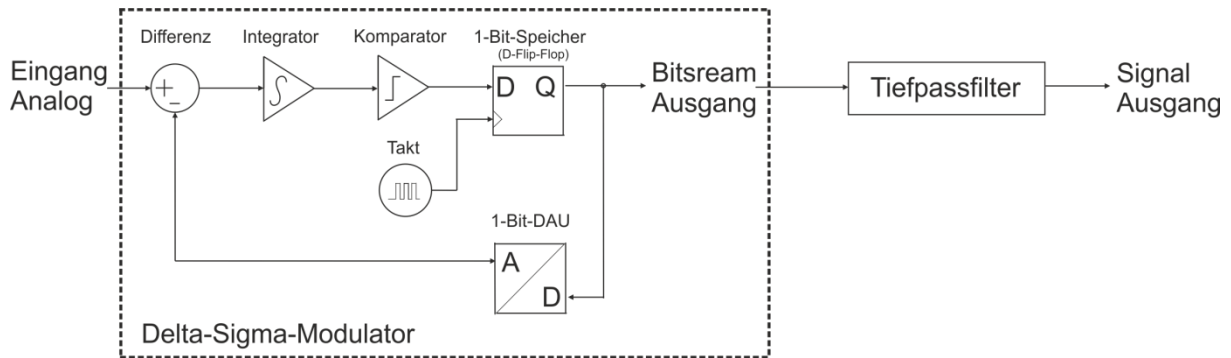 Differenz
Integrator
Komparator
1-Bit-Speicher
(D-Flip-Flop)
Eingang
Analog
+
−
D Q
Bitsream
Ausgang
Tiefpassfilter
Signal
Ausgang
Takt
1-Bit-DAU
A
D
Delta-Sigma-Modulator